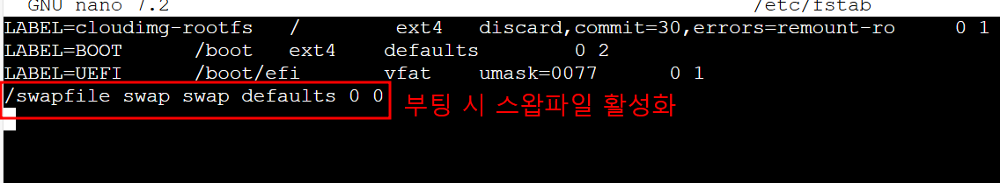 GNU nano 7.2 /etc/fstab
LABEL=cloudimg-rootfs / ext4 discard,commit=30,errors=remount-ro 0 1
LABEL=BOOT /boot ext4 defaults 0 2
LABEL=UEFI /boot/efi vfat umask=0077 0 1
/swapfile swap swap defaults 0 0 부팅 시 스왑파일 활성화